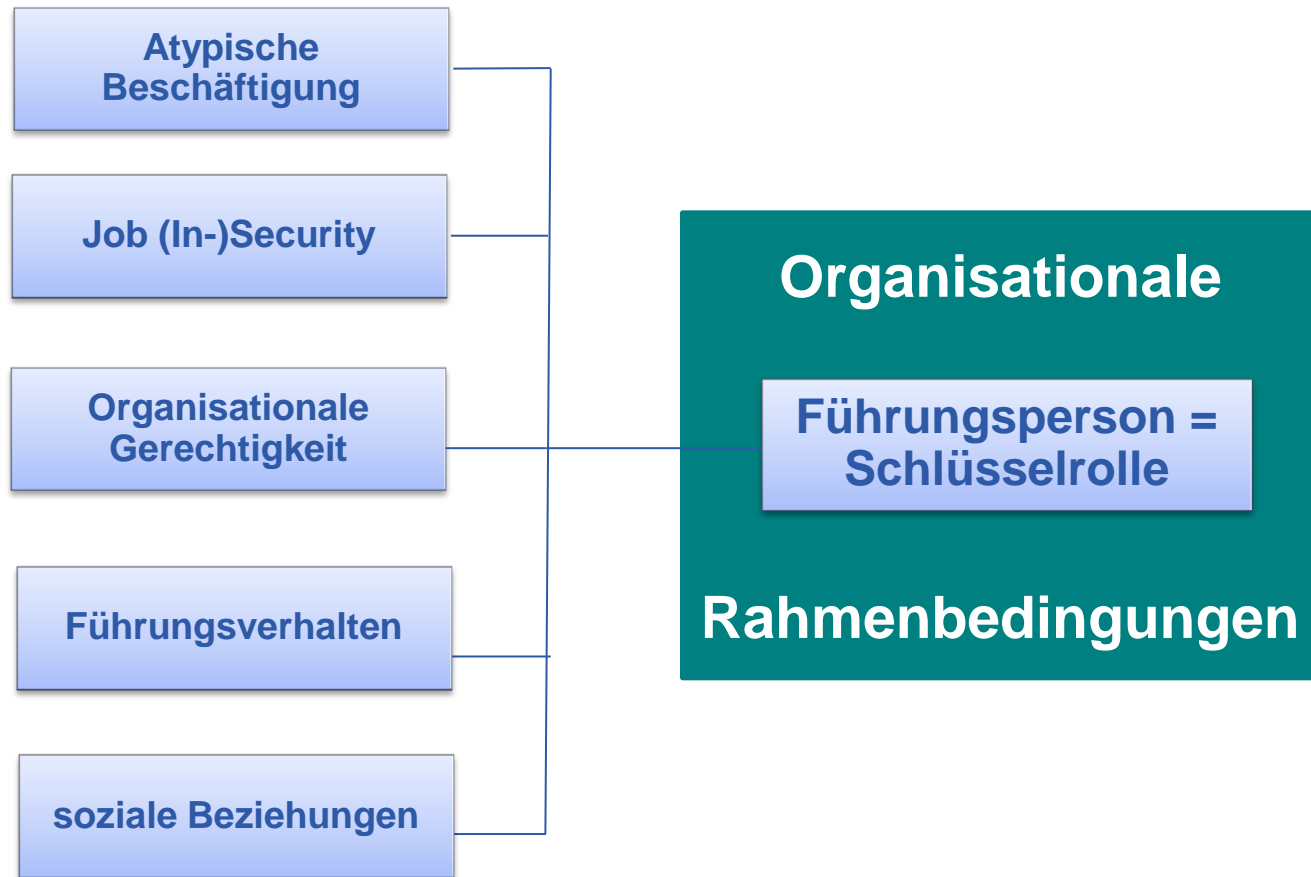 Atypische
Beschäftigung
Job (In-)Security
Organisationale
Gerechtigkeit
Führungsverhalten
soziale Beziehungen
Organisationale
Führungsperson =
Schlüsselrolle
Rahmenbedingungen